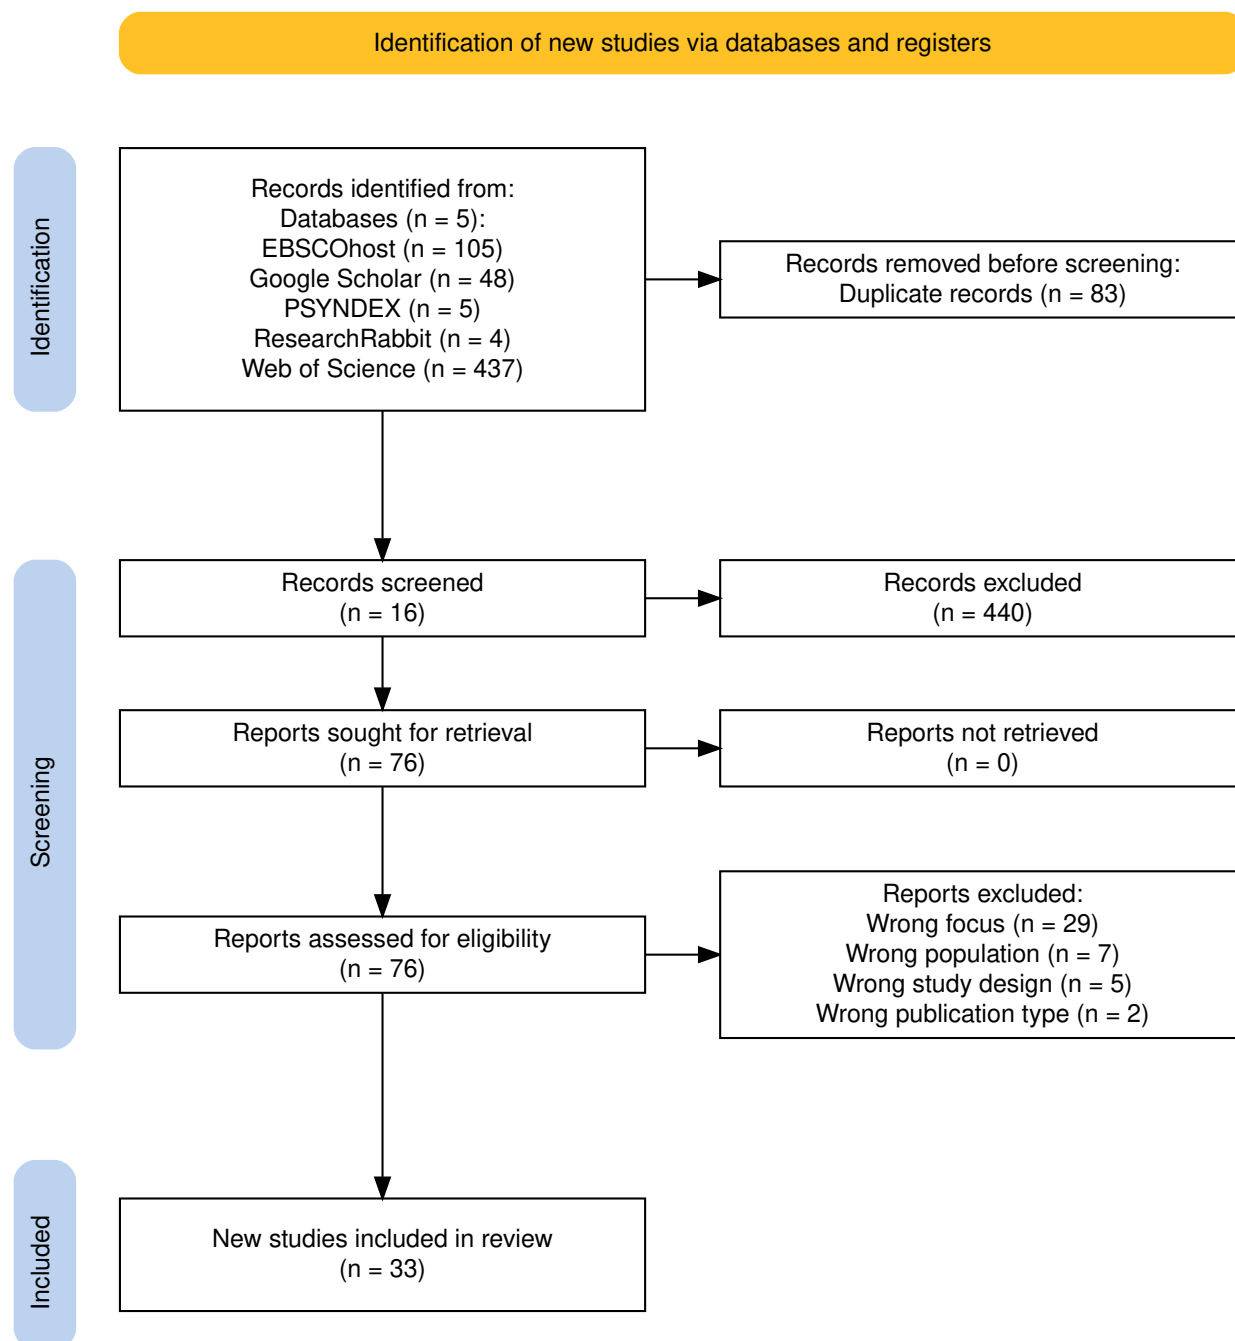 Identification of new studies via databases and registers
Identification
Records identified from:
Databases (n = 5):
EBSCOhost (n = 105)
Google Scholar (n = 48)
PSYNDEX (n = 5)
ResearchRabbit (n = 4)
Web of Science (n = 437)
Records removed before screening:
Duplicate records (n = 83)
Screening
Records screened
(n = 16)
Records excluded
(n = 440)
Reports sought for retrieval
(n = 76)
Reports not retrieved
(n = 0)
Reports assessed for eligibility
(n = 76)
Reports excluded:
Wrong focus (n = 29)
Wrong population (n = 7)
Wrong study design (n = 5)
Wrong publication type (n = 2)
Included
New studies included in review
(n = 33)